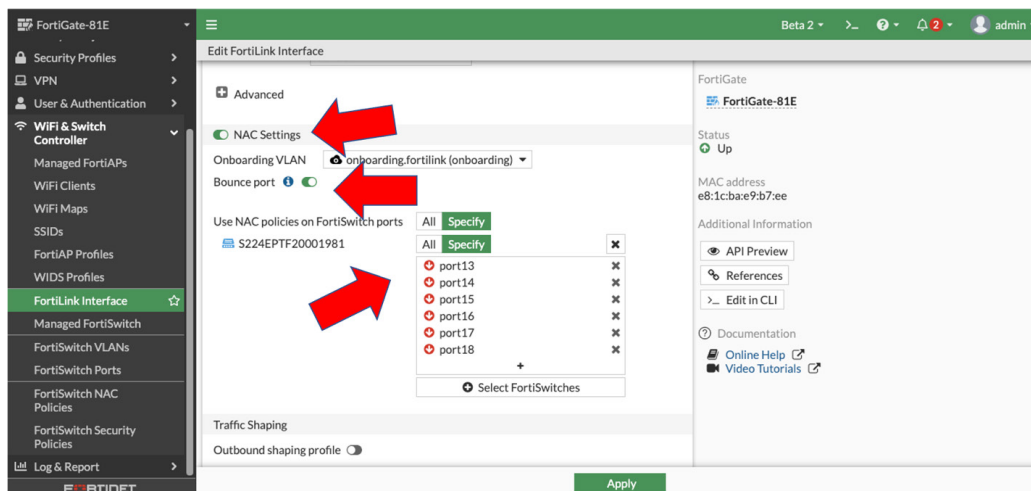 FortiGate-81E
Beta 2
>_
2
admin
Security Profiles
VPN
User & Authentication
WiFi & Switch
Controller
Managed FortiAPs
WiFi Clients
WiFi Maps
SSIDs
FortiAP Profiles
WIDS Profiles
FortiLink Interface
Managed FortiSwitch
FortiSwitch VLANs
FortiSwitch Ports
FortiSwitch NAC
Policies
FortiSwitch Security
Policies
Log & Report
FORTINET
Edit FortiLink Interface
Advanced
NAC Settings
Onboarding VLAN onboarding.fortilink (onboarding)
Bounce port
Use NAC policies on FortiSwitch ports All Specify
S224EPTF20001981 All Specify
port13
port14
port15
port16
port17
port18
+
Select FortiSwitches
Traffic Shaping
Outbound shaping profile
Apply
FortiGate
FortiGate-81E
Status
Up
MAC address
e8:1c:ba:e9:b7:ee
Additional Information
API Preview
References
>_ Edit in CLI
Documentation
Online Help
Video Tutorials